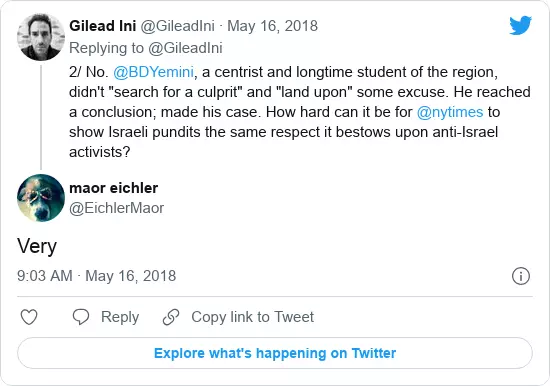 Gilead Ini @GileadIni · May 16, 2018
Replying to @GileadIni
2/ No. @BDYemini, a centrist and longtime student of the region,
didn't "search for a culprit" and "land upon" some excuse. He reached
a conclusion; made his case. How hard can it be for @nytimes to
show Israeli pundits the same respect it bestows upon anti-Israel
activists?
maor eichler
@EichlerMaor
Very
9:03 AM · May 16, 2018
Reply
Copy link to Tweet
Explore what's happening on Twitter